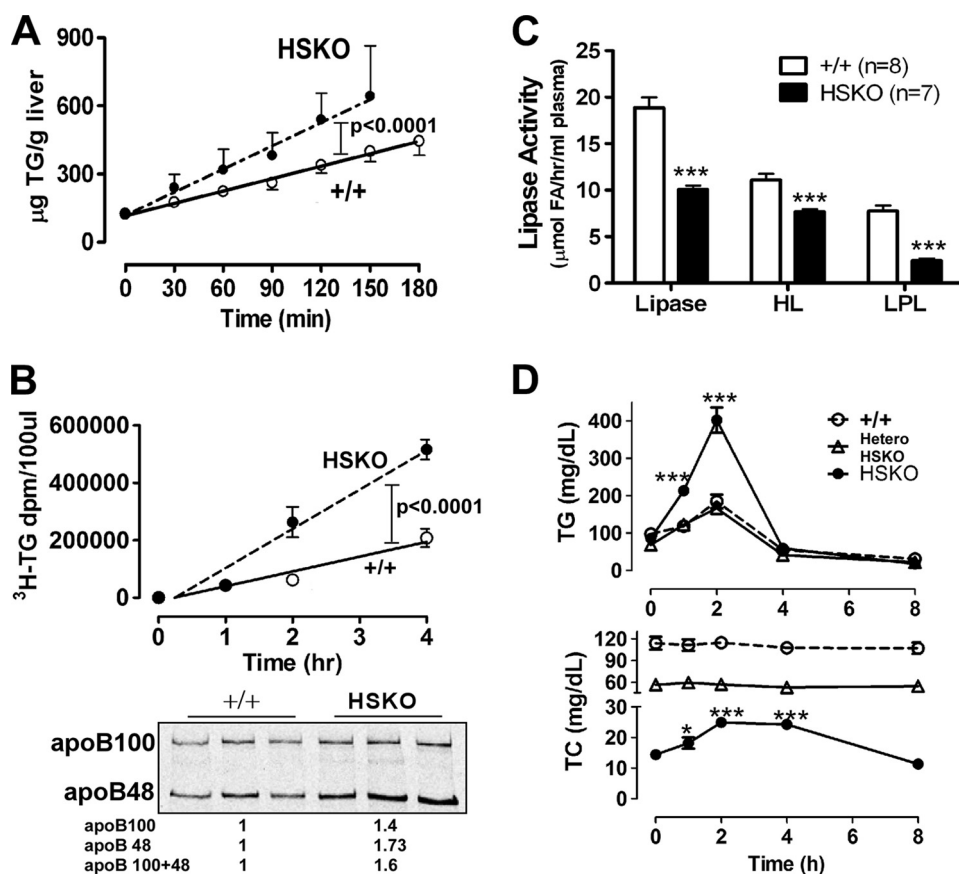 A
900
600
300
0
µg TG/g liver
HSKO
p<0.0001
+/+
0 30 60 90 120 150 180
Time (min)
C
25
20
15
10
5
0
Lipase Activity
(µmol FA/hr/ml plasma)
+/+ (n=8)
HSKO (n=7)
***
***
***
Lipase HL LPL
B
600000
400000
200000
0
³H-TG dpm/100ul
HSKO
p<0.0001
+/+
0 1 2 3 4
Time (hr)
+/+ HSKO
apoB100
apoB48
apoB100 1 1.4
apoB 48 1 1.73
apoB 100+48 1 1.6
D
400
300
200
100
0
TG (mg/dL)
***
***
+/+
Hetero
HSKO
HSKO
0 2 4 6 8
120
90
60
30
20
10
0
TC (mg/dL)
* *** ***
0 2 4 6 8
Time (h)